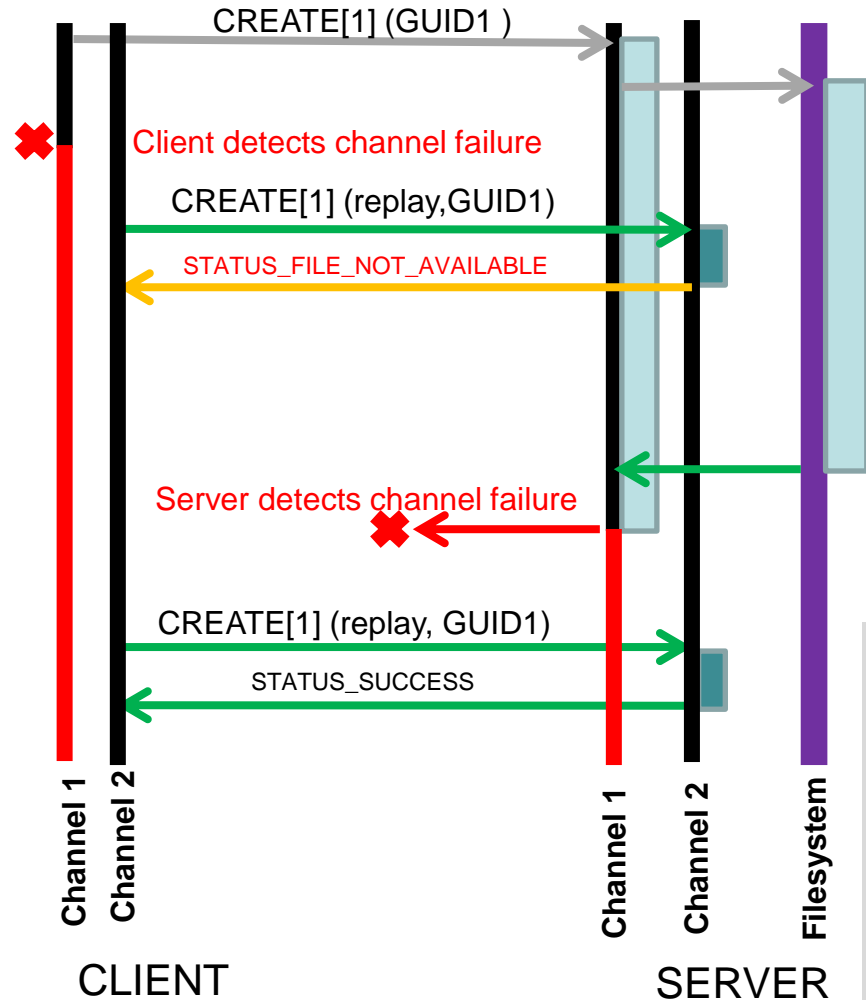 CREATE[1] (GUID1 )
Client detects channel failure
CREATE[1] (replay,GUID1)
STATUS_FILE_NOT_AVAILABLE
Server detects channel failure
CREATE[1] (replay, GUID1)
STATUS_SUCCESS
Channel 1
Channel 2
Channel 1
Channel 2
Filesystem
CLIENT
SERVER